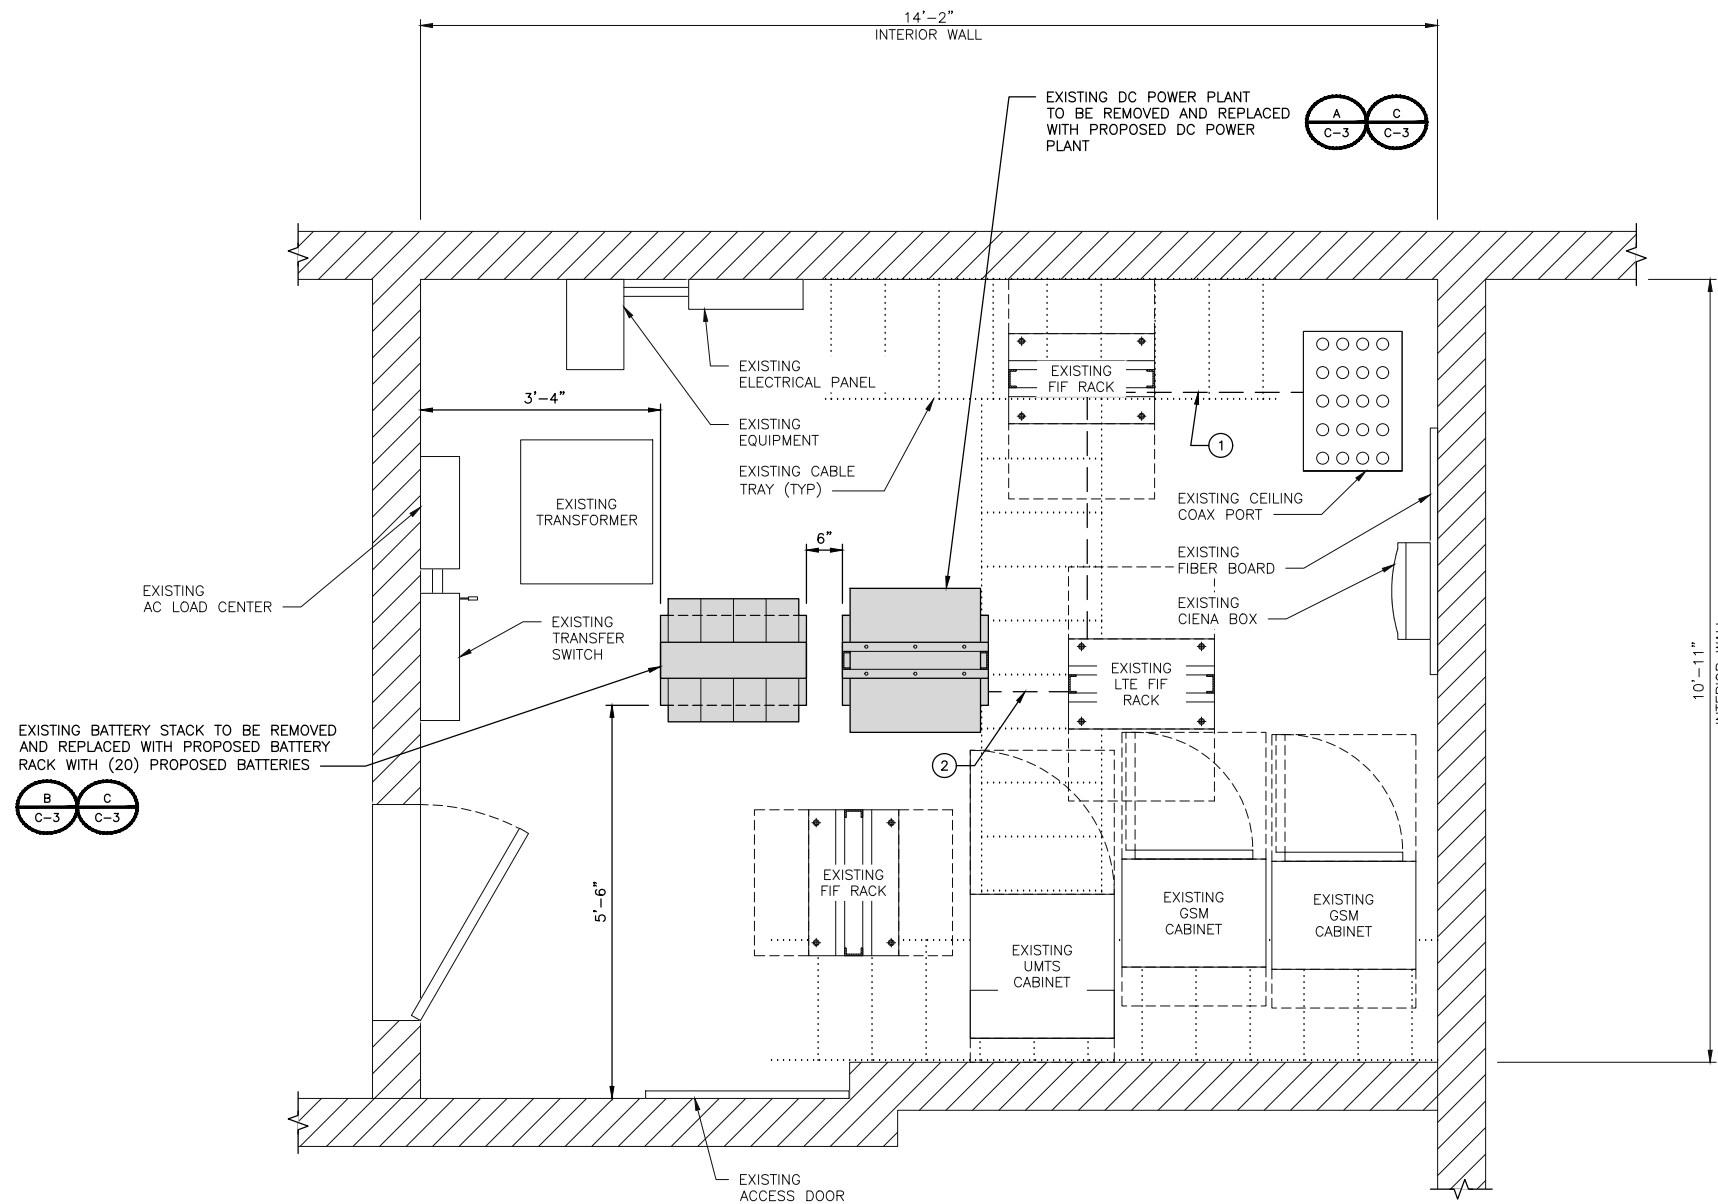 14'-2"
INTERIOR WALL
EXISTING DC POWER PLANT
TO BE REMOVED AND REPLACED
WITH PROPOSED DC POWER
PLANT
A
C-3
C
C-3
EXISTING
ELECTRICAL PANEL
EXISTING
FIF RACK
3'-4"
EXISTING
EQUIPMENT
1
EXISTING CABLE
TRAY (TYP)
EXISTING CEILING
COAX PORT
EXISTING
TRANSFORMER
6"
EXISTING
FIBER BOARD
EXISTING
AC LOAD CENTER
EXISTING
CIENA BOX
EXISTING
TRANSFER
SWITCH
EXISTING
LTE FIF
RACK
10'-11"
INTERIOR WALL
EXISTING BATTERY STACK TO BE REMOVED
AND REPLACED WITH PROPOSED BATTERY
RACK WITH (20) PROPOSED BATTERIES
B
C-3
C
C-3
2
EXISTING
FIF RACK
5'-6"
EXISTING
GSM
CABINET
EXISTING
GSM
CABINET
EXISTING
UMTS
CABINET
EXISTING
ACCESS DOOR